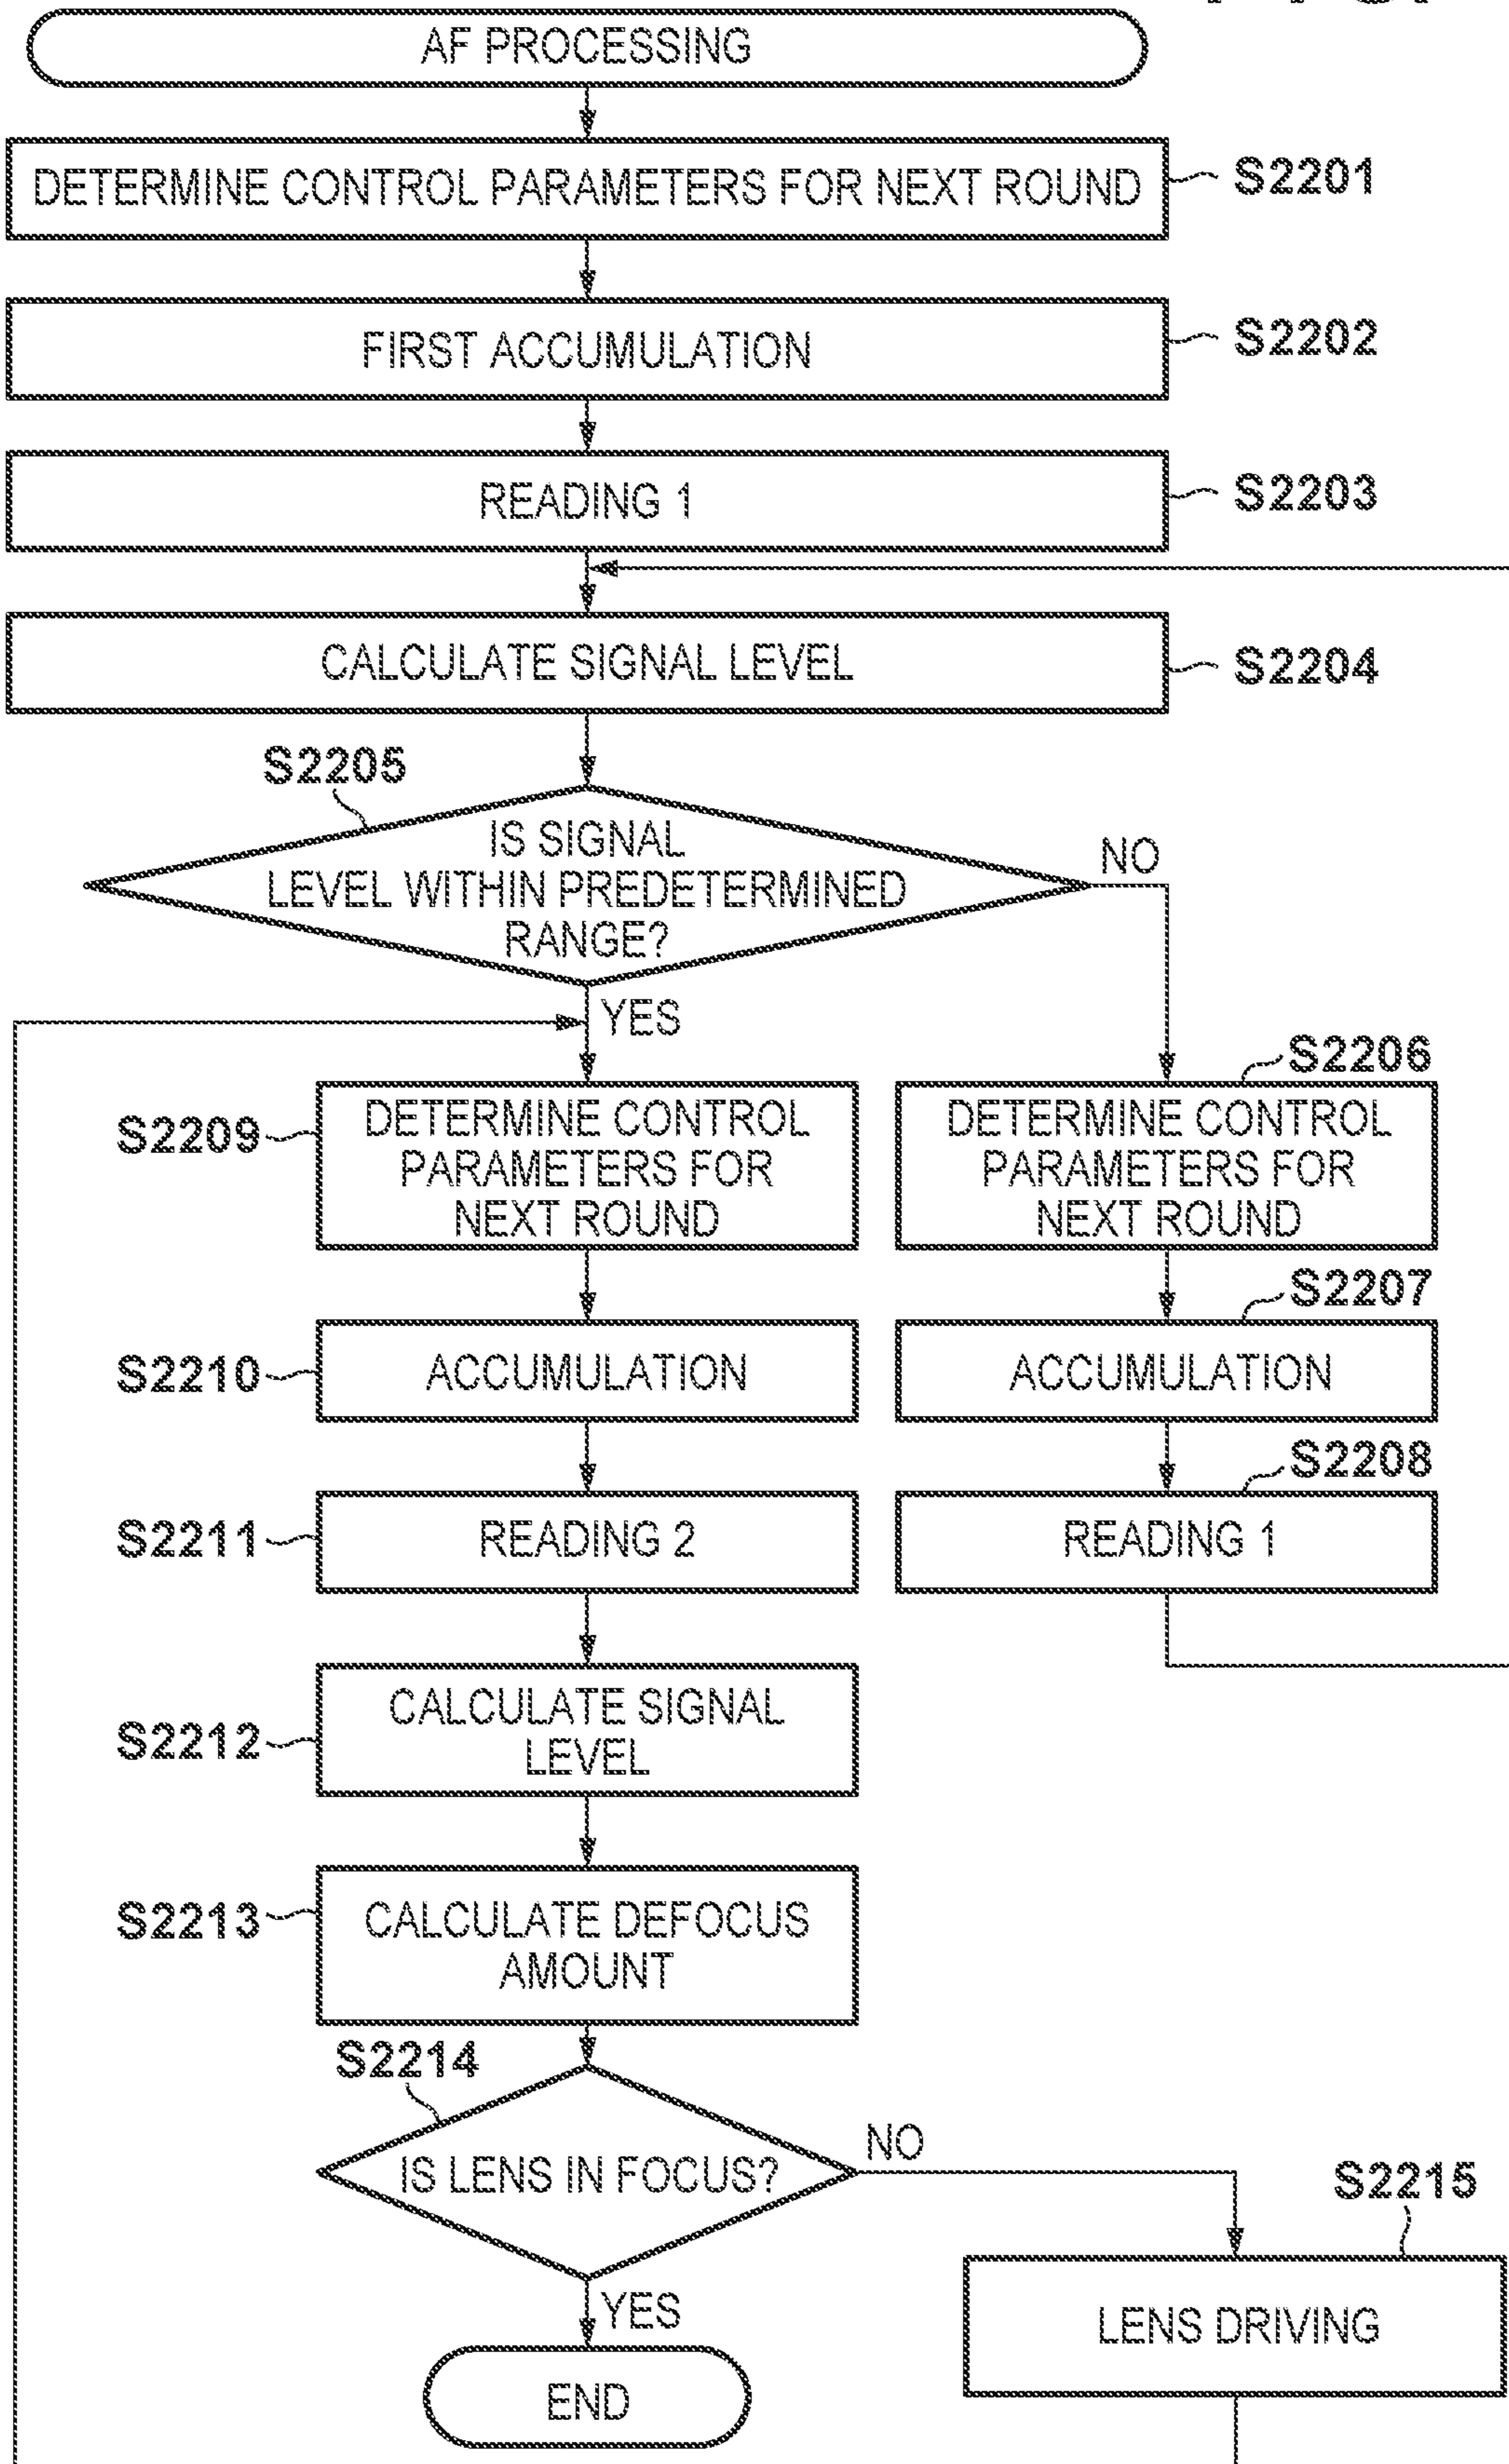 AF PROCESSING
DETERMINE CONTROL PARAMETERS FOR NEXT ROUND
S2201
FIRST ACCUMULATION
S2202
READING 1
S2203
CALCULATE SIGNAL LEVEL
S2204
S2205
IS SIGNAL
LEVEL WITHIN PREDETERMINED
RANGE?
NO
YES
S2206
S2209
DETERMINE CONTROL
PARAMETERS FOR
NEXT ROUND
DETERMINE CONTROL
PARAMETERS FOR
NEXT ROUND
S2207
S2210
ACCUMULATION
ACCUMULATION
S2208
S2211
READING 2
READING 1
S2212
CALCULATE SIGNAL
LEVEL
S2213
CALCULATE DEFOCUS
AMOUNT
S2214
IS LENS IN FOCUS?
NO
S2215
YES
LENS DRIVING
END